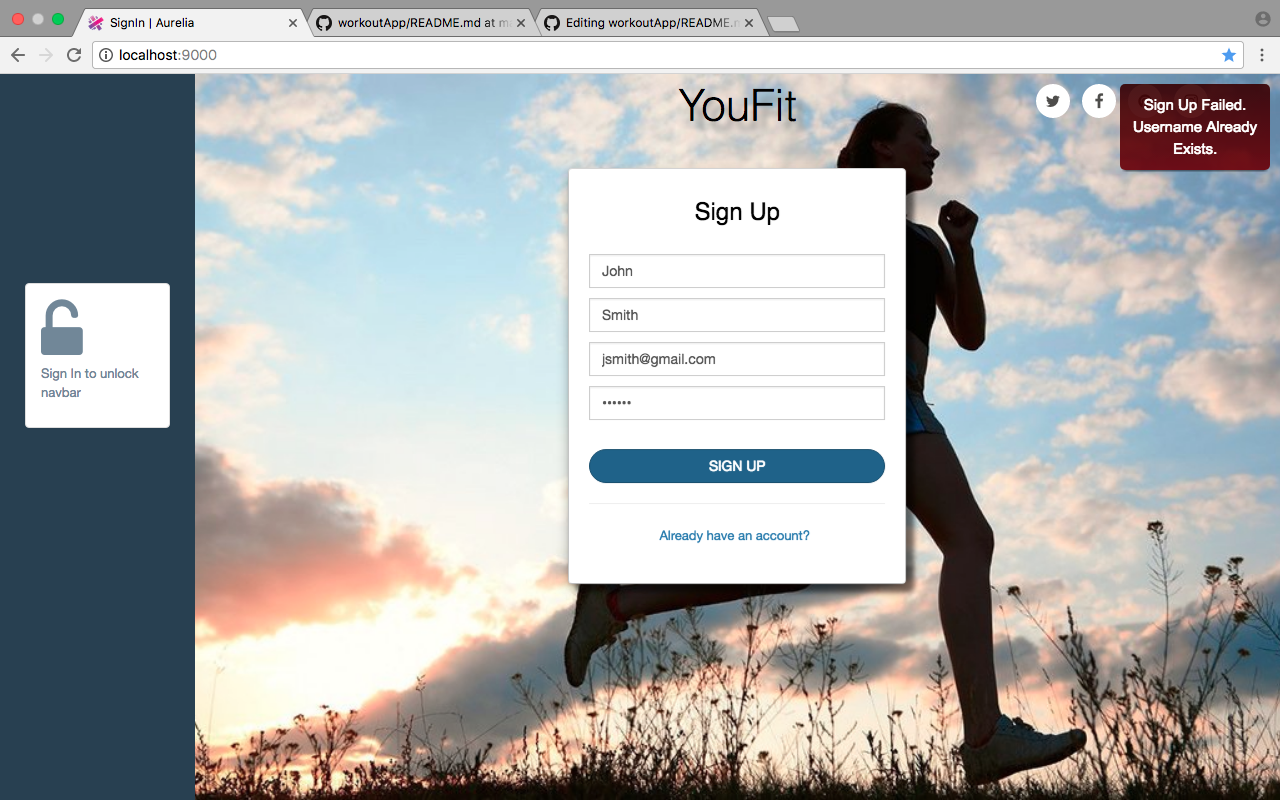 SignIn | Aurelia
workoutApp/README.md at ma
Editing workoutApp/README.m
localhost:9000
YouFit
Sign Up Failed.
Username Already
Exists.
Sign Up
John
Smith
jsmith@gmail.com
••••••
SIGN UP
Already have an account?
Sign In to unlock
navbar